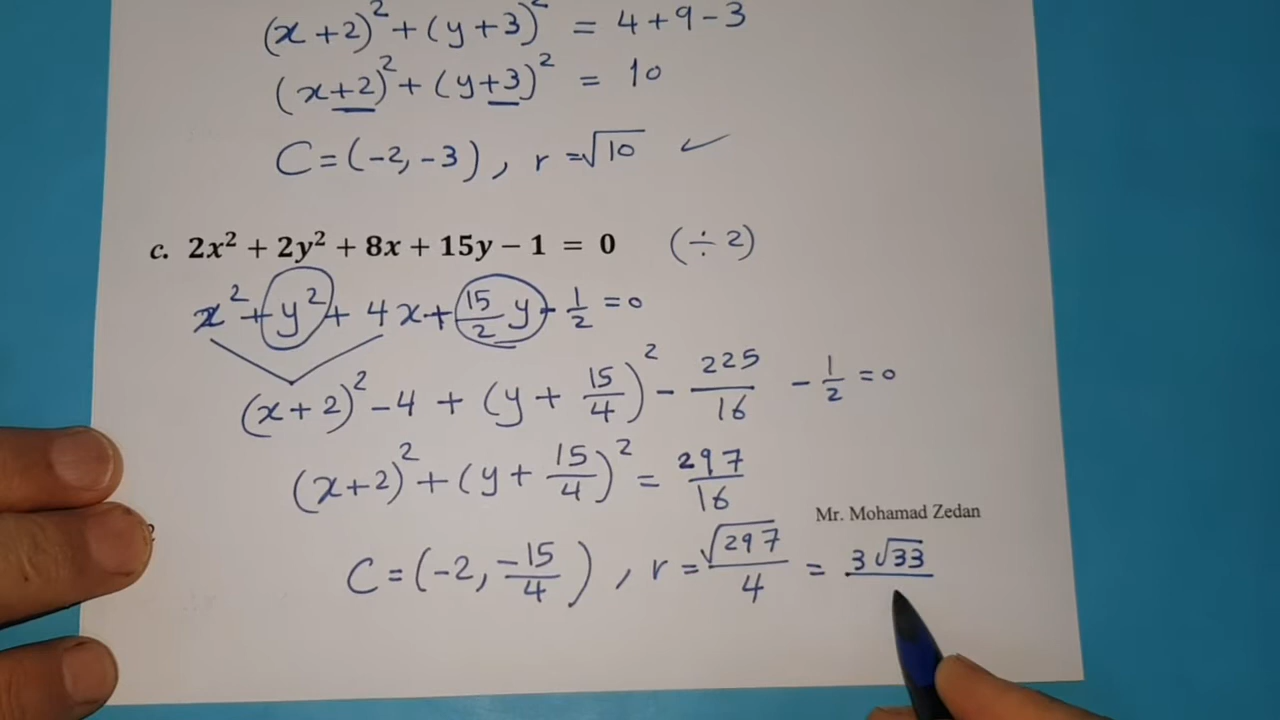 (x+2)² + (y+3)² = 4+9-3
(x+2)² + (y+3)² = 10
C = (-2, -3), r = √10 ✓
c. 2x² + 2y² + 8x + 15y − 1 = 0 (÷ 2)
x² + y² + 4x + 15/2 y - 1/2 = 0
(x+2)² - 4 + (y + 15/4)² - 225/16 - 1/2 = 0
(x+2)² + (y + 15/4)² = 297/16
Mr. Mohamad Zedan
C = (-2, -15/4), r = √297/4 = 3√33